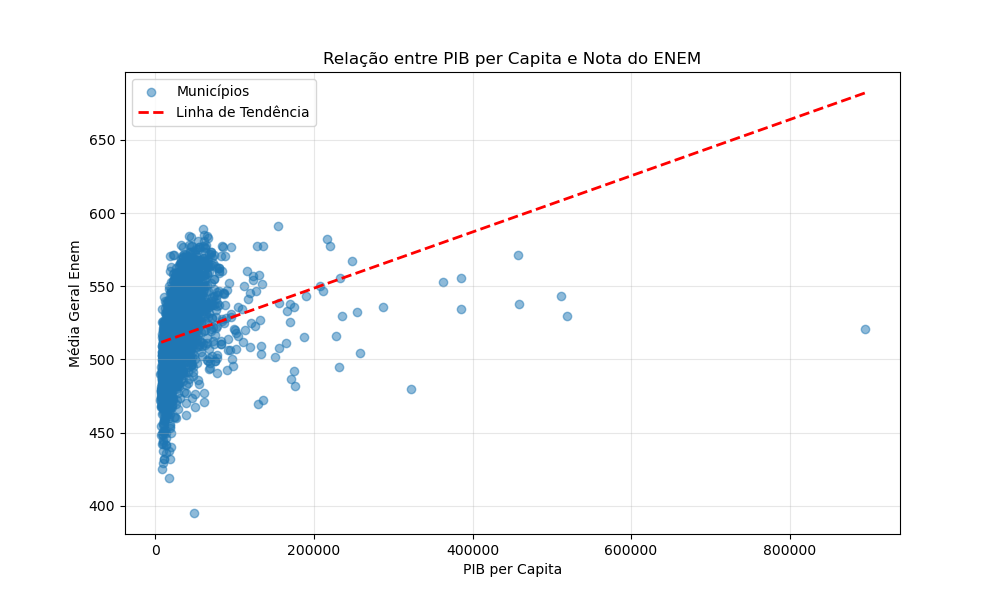 Relação entre PIB per Capita e Nota do ENEM
Municípios
Linha de Tendência
Média Geral Enem
650
600
550
500
450
400
0
200000
400000
600000
800000
PIB per Capita